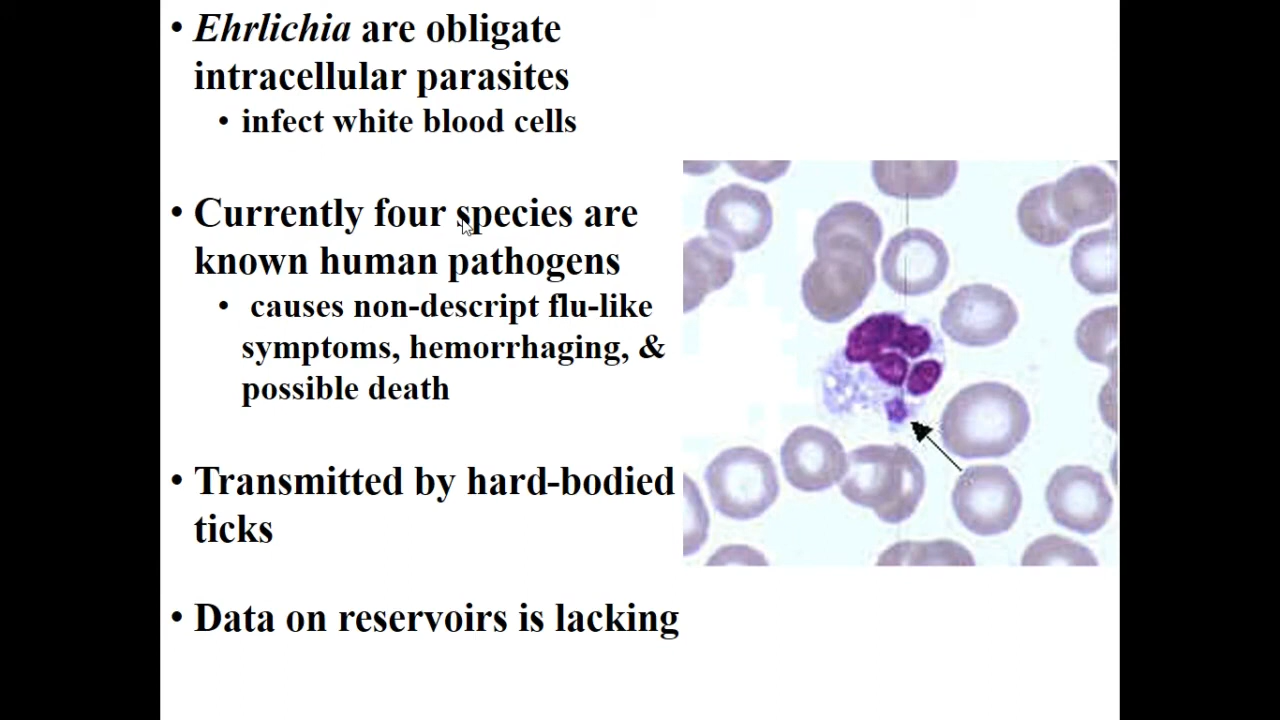 • Ehrlichia are obligate
intracellular parasites
• infect white blood cells
• Currently four species are
known human pathogens
• causes non-descript flu-like
symptoms, hemorrhaging, &
possible death
• Transmitted by hard-bodied
ticks
• Data on reservoirs is lacking